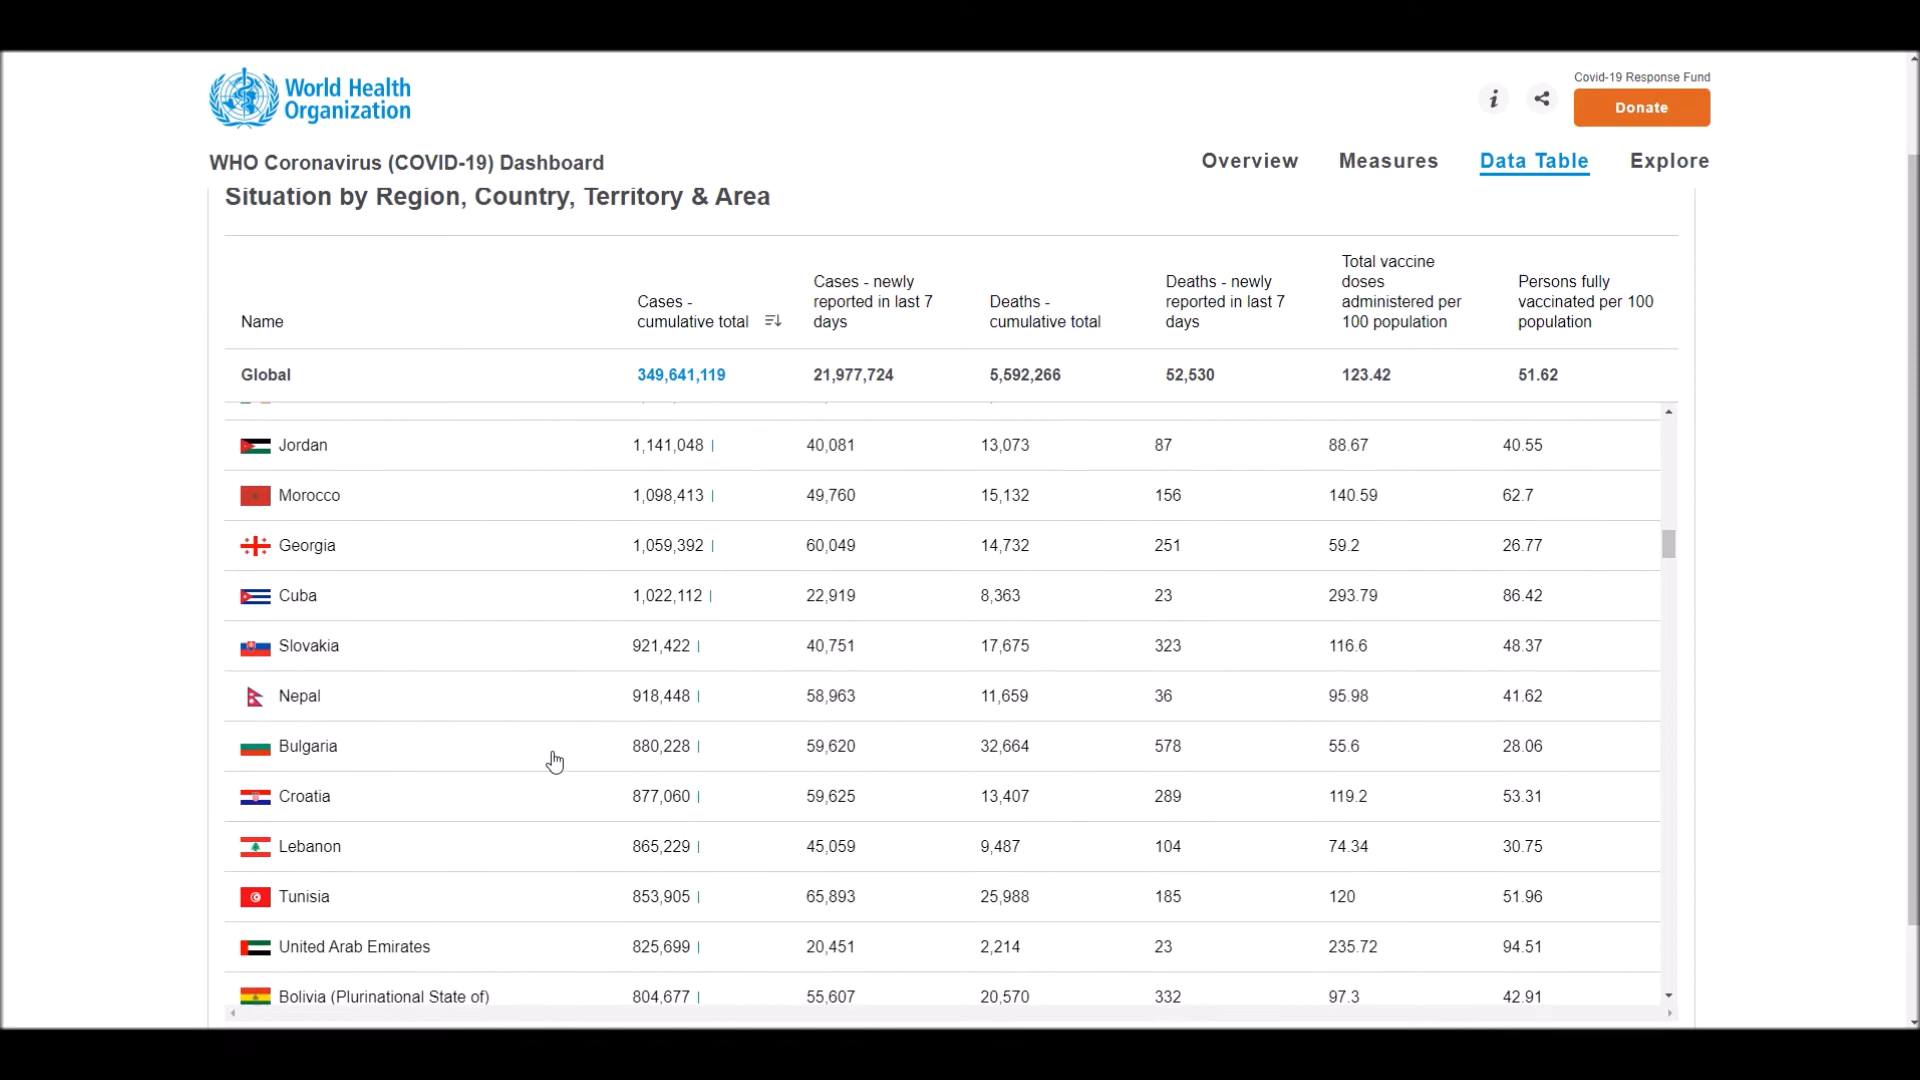 World Health
Organization
Covid-19 Response Fund
Donate
WHO Coronavirus (COVID-19) Dashboard
Overview Measures Data Table Explore
Situation by Region, Country, Territory & Area
Name
Cases -
cumulative total
Cases - newly
reported in last 7
days
Deaths -
cumulative total
Deaths - newly
reported in last 7
days
Total vaccine
doses
administered per
100 population
Persons fully
vaccinated per 100
population
Global 349,641,119 21,977,724 5,592,266 52,530 123.42 51.62
Jordan 1,141,048 40,081 13,073 87 88.67 40.55
Morocco 1,098,413 49,760 15,132 156 140.59 62.7
Georgia 1,059,392 60,049 14,732 251 59.2 26.77
Cuba 1,022,112 22,919 8,363 23 293.79 86.42
Slovakia 921,422 40,751 17,675 323 116.6 48.37
Nepal 918,448 58,963 11,659 36 95.98 41.62
Bulgaria 880,228 59,620 32,664 578 55.6 28.06
Croatia 877,060 59,625 13,407 289 119.2 53.31
Lebanon 865,229 45,059 9,487 104 74.34 30.75
Tunisia 853,905 65,893 25,988 185 120 51.96
United Arab Emirates 825,699 20,451 2,214 23 235.72 94.51
Bolivia (Plurinational State of) 804,677 55,607 20,570 332 97.3 42.91